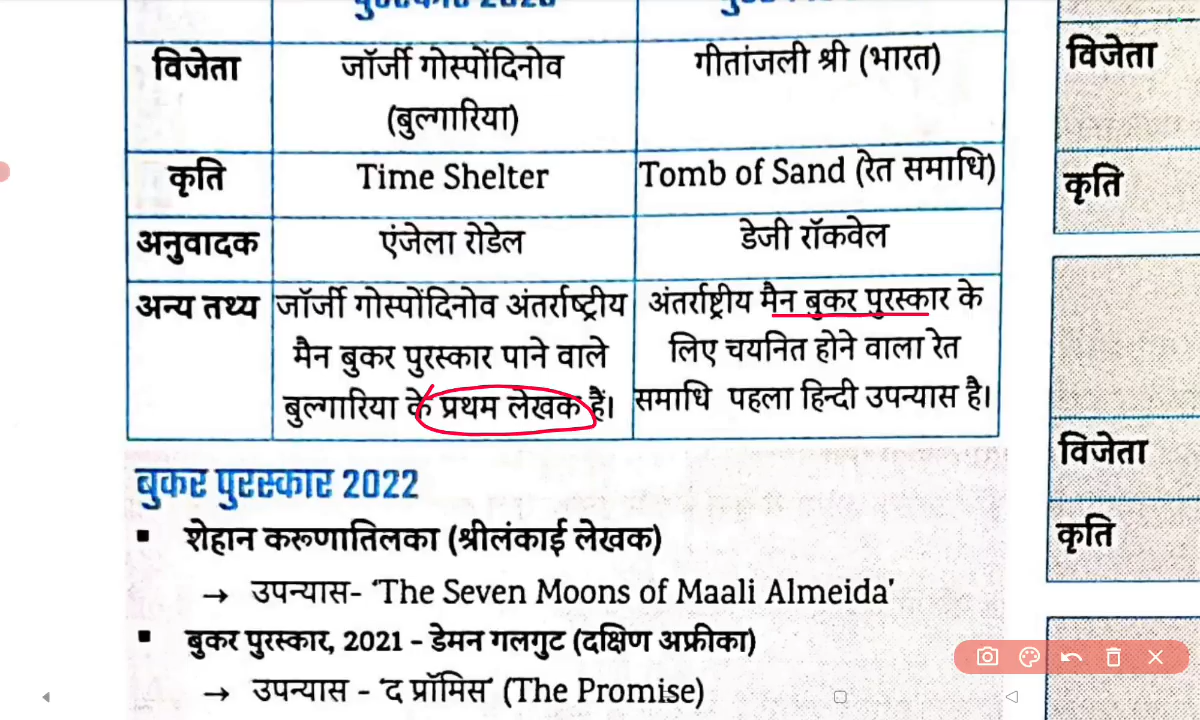 पुरस्कार 2023
विजेता
जॉर्जी गोस्पोंदिनोव
(बुल्गारिया)
गीतांजली श्री (भारत)
कृति
Time Shelter
Tomb of Sand (रेत समाधि)
अनुवादक
एंजेला रोडेल
डेजी रॉकवेल
अन्य तथ्य
जॉर्जी गोस्पोंदिनोव अंतर्राष्ट्रीय
मैन बुकर पुरस्कार पाने वाले
बुल्गारिया के प्रथम लेखक हैं।
अंतर्राष्ट्रीय मैन बुकर पुरस्कार के
लिए चयनित होने वाला रेत
समाधि पहला हिन्दी उपन्यास है।
बुकर पुरस्कार 2022
▪ शेहान करूणातिलका (श्रीलंकाई लेखक)
→ उपन्यास- ‘The Seven Moons of Maali Almeida'
▪ बुकर पुरस्कार, 2021 - डेमन गलगुट (दक्षिण अफ्रीका)
→ उपन्यास - 'द प्रॉमिस' (The Promise)
विजेता
कृति
विजेता
कृति